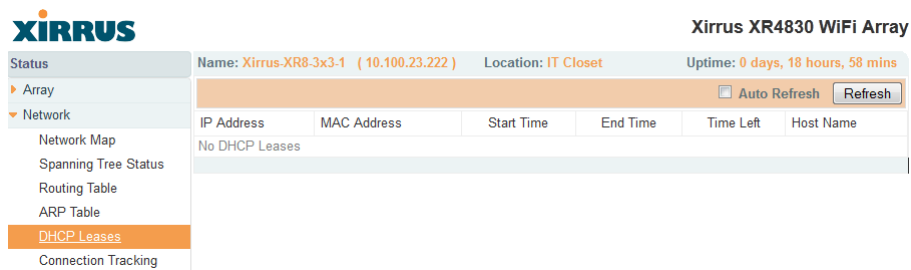 XIRRUS
Xirrus XR4830 WiFi Array
Status
Name: Xirrus-XR8-3x3-1 ( 10.100.23.222 ) Location: IT Closet Uptime: 0 days, 18 hours, 58 mins
Array
Auto Refresh Refresh
Network
IP Address MAC Address Start Time End Time Time Left Host Name
No DHCP Leases
Network Map
Spanning Tree Status
Routing Table
ARP Table
DHCP Leases
Connection Tracking